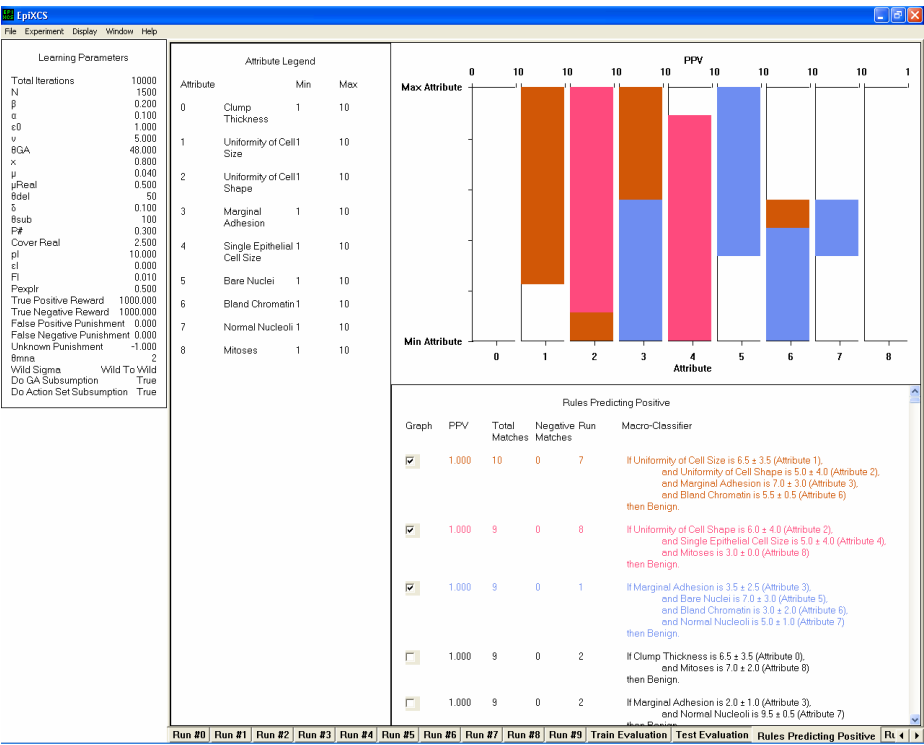 EpiXCS
File Experiment Display Window Help
Learning Parameters
Total Iterations 10000
N 1500
β 0.200
α 0.100
ε0 1.000
ν 5.000
θGA 48.000
x 0.800
μ 0.040
μReal 0.500
θdel 50
δ 0.100
θsub 100
P# 0.300
Cover Real 2.500
pI 10.000
εI 0.000
FI 0.010
Pexplr 0.500
True Positive Reward 1000.000
True Negative Reward 1000.000
False Positive Punishment 0.000
False Negative Punishment 0.000
Unknown Punishment -1.000
θmna 2
Wild Sigma Wild To Wild
Do GA Subsumption True
Do Action Set Subsumption True
Attribute Legend
Attribute Min Max
0 Clump 1 10
Thickness
1 Uniformity of Cell 1 10
Size
2 Uniformity of Cell 1 10
Shape
3 Marginal 1 10
Adhesion
4 Single Epithelial 1 10
Cell Size
5 Bare Nuclei 1 10
6 Bland Chromatin 1 10
7 Normal Nucleoli 1 10
8 Mitoses 1 10
PPV
0 10 10 10 10 10 10 10 10 1
Max Attribute
Min Attribute
0 1 2 3 4 5 6 7 8
Attribute
Rules Predicting Positive
Graph PPV Total Negative Run Macro-Classifier
Matches Matches
1.000 10 0 7 If Uniformity of Cell Size is 6.5 ± 3.5 (Attribute 1),
and Uniformity of Cell Shape is 5.0 ± 4.0 (Attribute 2),
and Marginal Adhesion is 7.0 ± 3.0 (Attribute 3),
and Bland Chromatin is 5.5 ± 0.5 (Attribute 6)
then Benign.
1.000 9 0 8 If Uniformity of Cell Shape is 6.0 ± 4.0 (Attribute 2),
and Single Epithelial Cell Size is 5.0 ± 4.0 (Attribute 4),
and Mitoses is 3.0 ± 0.0 (Attribute 8)
then Benign.
1.000 9 0 1 If Marginal Adhesion is 3.5 ± 2.5 (Attribute 3),
and Bare Nuclei is 7.0 ± 3.0 (Attribute 5),
and Bland Chromatin is 3.0 ± 2.0 (Attribute 6),
and Normal Nucleoli is 5.0 ± 1.0 (Attribute 7)
then Benign.
1.000 9 0 2 If Clump Thickness is 6.5 ± 3.5 (Attribute 0),
and Mitoses is 7.0 ± 2.0 (Attribute 8)
then Benign.
1.000 9 0 2 If Marginal Adhesion is 2.0 ± 1.0 (Attribute 3),
and Normal Nucleoli is 9.5 ± 0.5 (Attribute 7)
then Benign.
Run #0 Run #1 Run #2 Run #3 Run #4 Run #5 Run #6 Run #7 Run #8 Run #9 Train Evaluation Test Evaluation Rules Predicting Positive